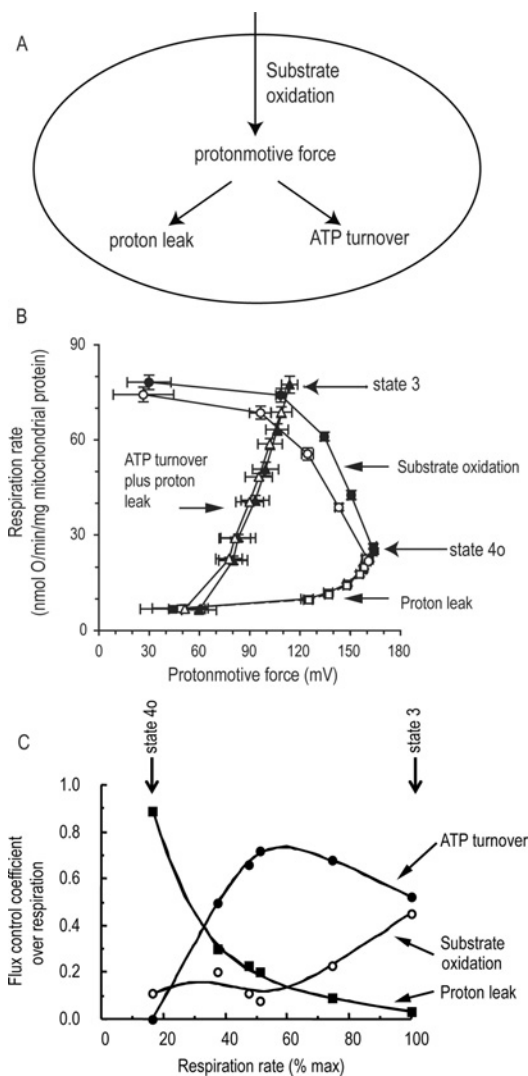 A
Substrate
oxidation
protonmotive force
proton leak
ATP turnover
B
Respiration rate
(nmol O/min/mg mitochondrial protein)
90
60
30
0
state 3
ATP turnover
plus proton
leak
Substrate oxidation
state 4o
Proton leak
0 30 60 90 120 150 180
Protonmotive force (mV)
C
state 4o
state 3
Flux control coefficient
over respiration
1.0
0.8
0.6
0.4
0.2
0.0
ATP turnover
Substrate
oxidation
Proton leak
0 20 40 60 80 100
Respiration rate (% max)